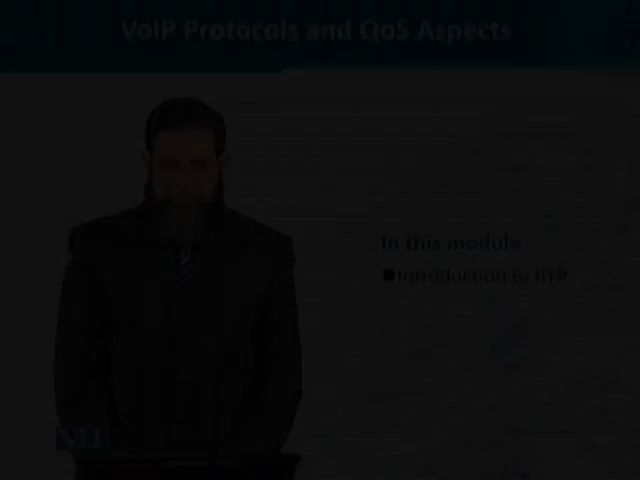 VoIP Protocols and QoS Aspects
In this module
●Introduction to RTP